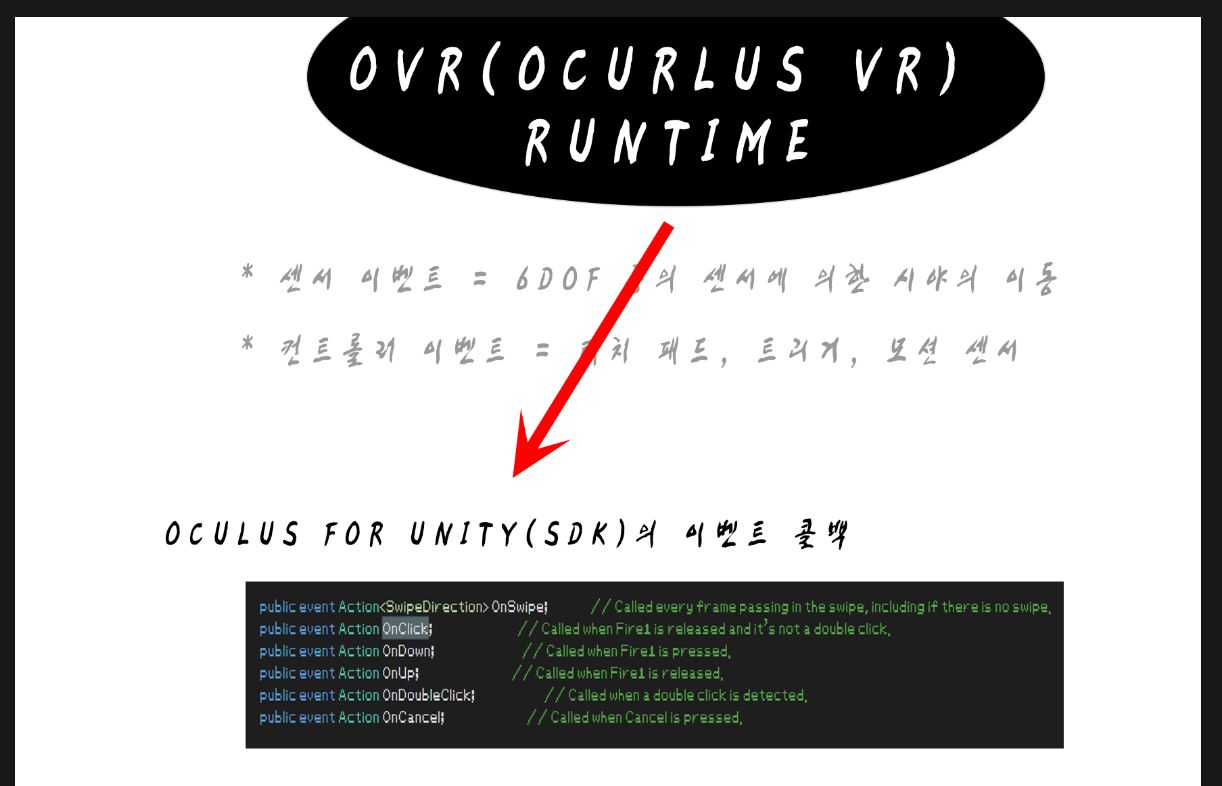 OVR(OCURLUS VR)
RUNTIME
* 센서 이벤트 = 6DOF 의 센서에 의한 시야의 이동
* 컨트롤러 이벤트 = 터치 패드, 트리거, 모션 센서
OCULUS FOR UNITY(SDK)의 이벤트 콜백
public event Action<SwipeDirection> OnSwipe; // Called every frame passing in the swipe, including if there is no swipe.
public event Action OnClick; // Called when Fire1 is released and it's not a double click.
public event Action OnDown; // Called when Fire1 is pressed.
public event Action OnUp; // Called when Fire1 is released.
public event Action OnDoubleClick; // Called when a double click is detected.
public event Action OnCancel; // Called when Cancel is pressed.